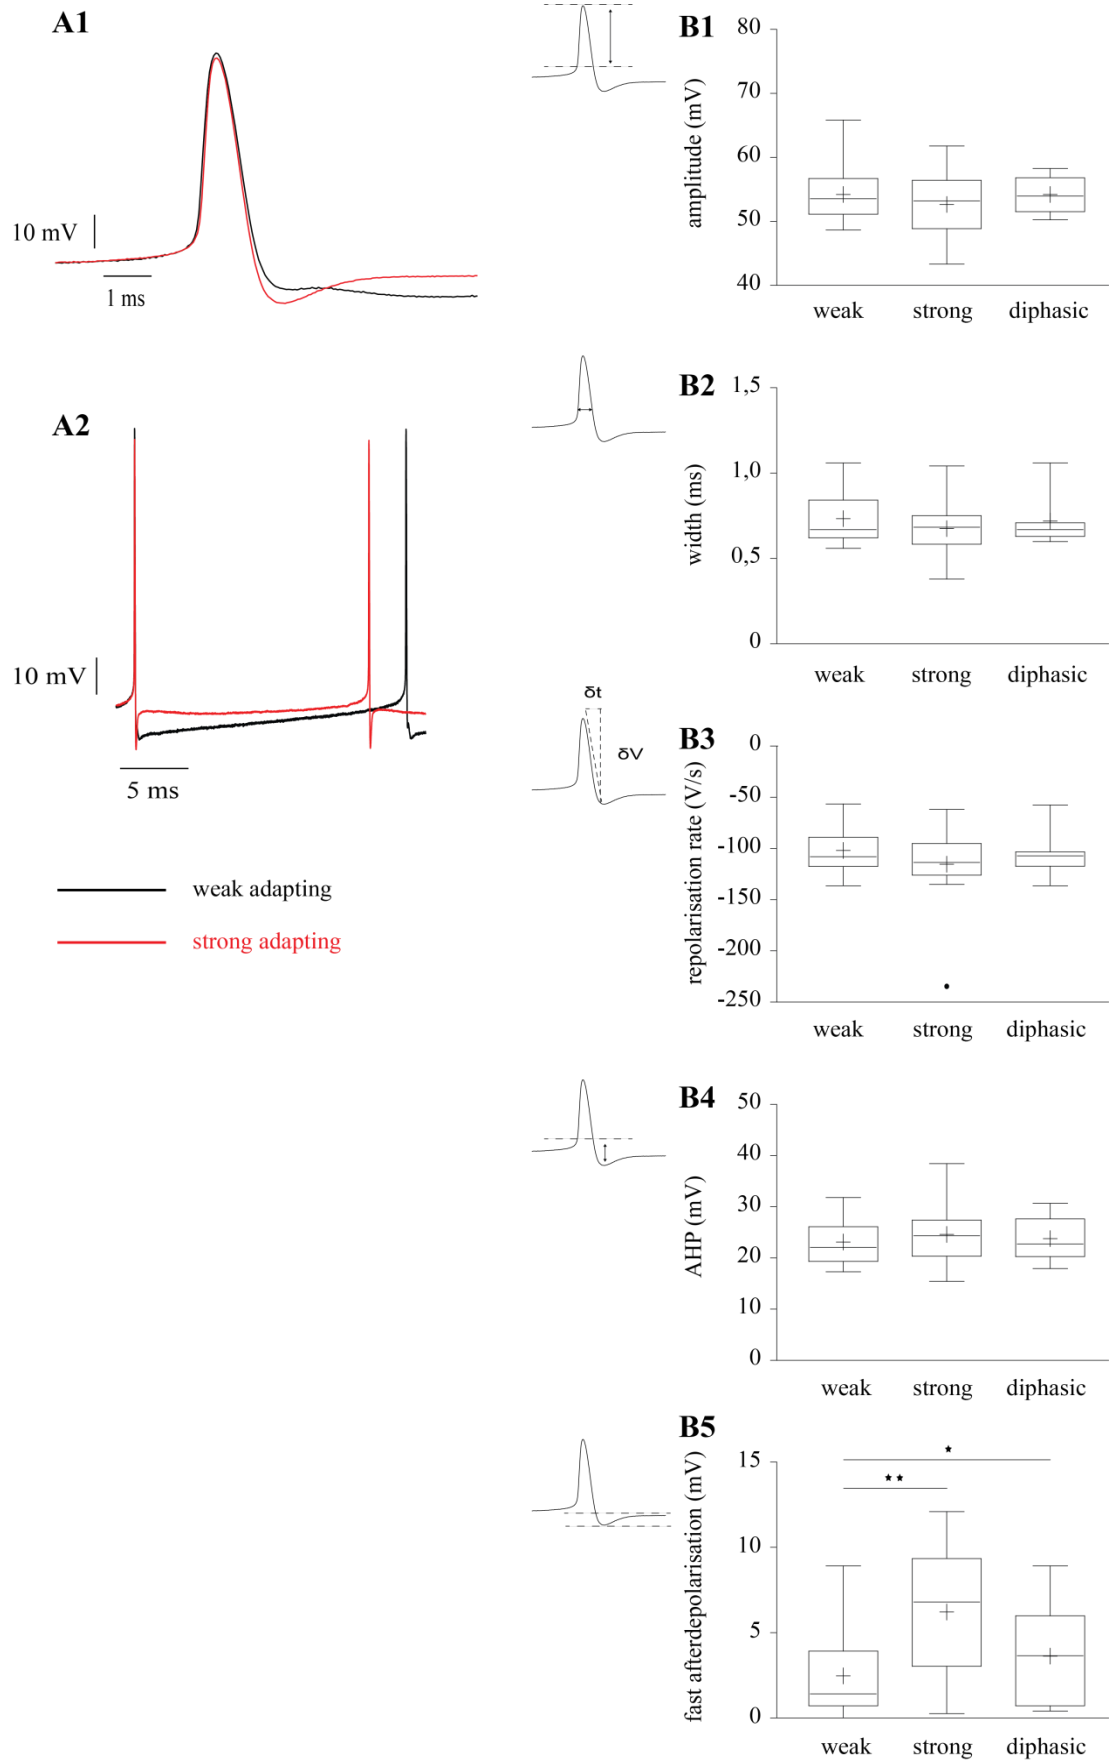 A1
10 mV
1 ms
A2
10 mV
5 ms
weak adapting
strong adapting
B1
amplitude (mV)
80
70
60
50
40
weak strong diphasic
B2
width (ms)
1,5
1,0
0,5
0
weak strong diphasic
δt
δV
B3
repolarisation rate (V/s)
0
-50
-100
-150
-200
-250
weak strong diphasic
B4
AHP (mV)
50
40
30
20
10
0
weak strong diphasic
B5
fast afterdepolarisation (mV)
15
10
5
0
*
**
weak strong diphasic